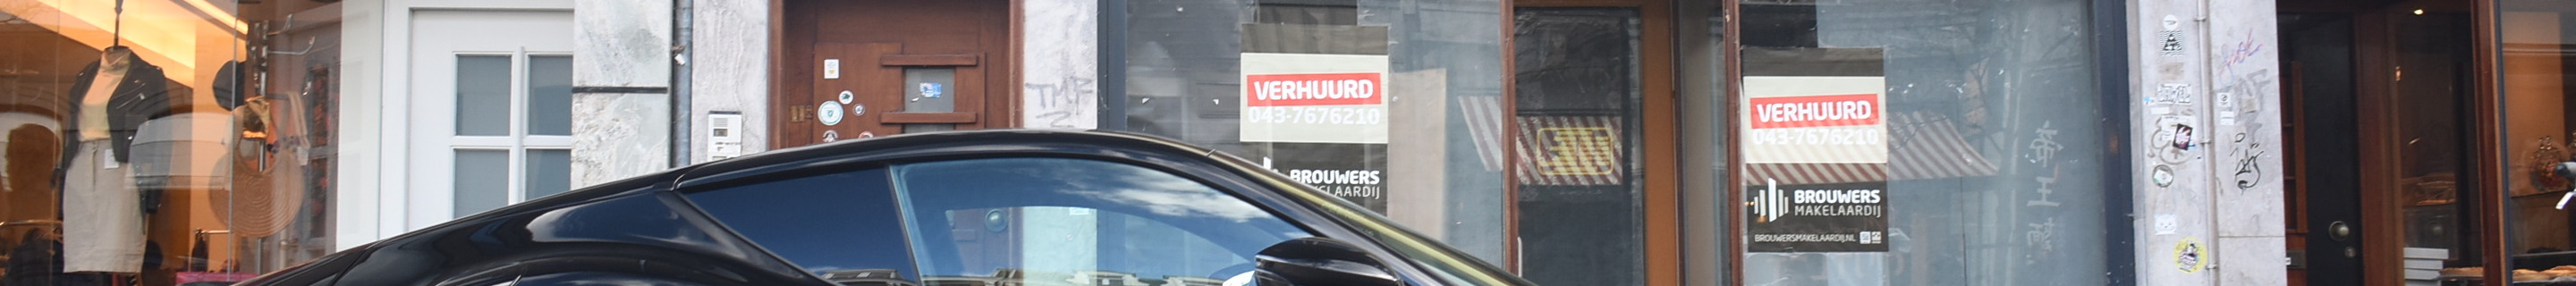 TMF
VERHUURD
043-7676210
BROUWERS
MAKELAARDIJ
VERHUURD
043-7676210
BROUWERS
MAKELAARDIJ
BROUWERSMAKELAARDIJ.NL